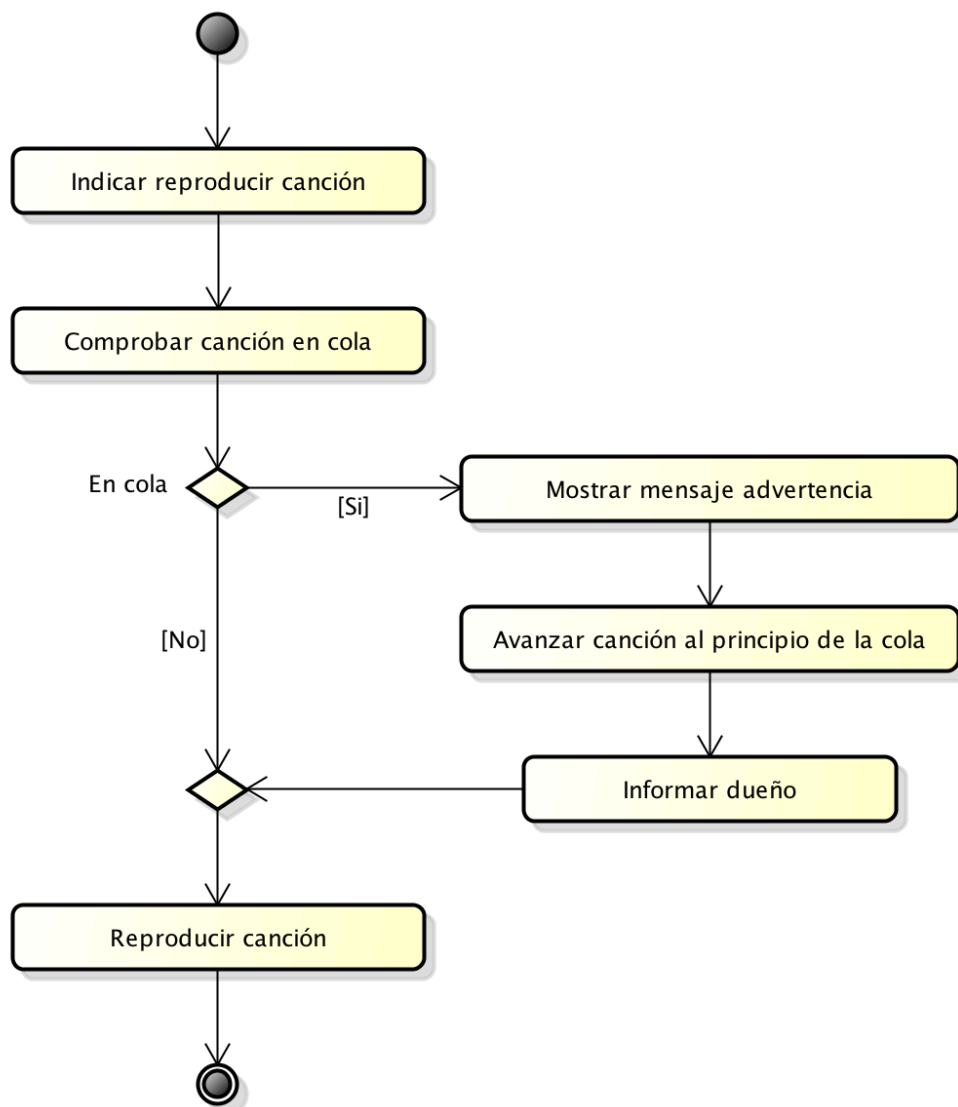 Indicar reproducir canción
Comprobar canción en cola
En cola
[Si]
Mostrar mensaje advertencia
Avanzar canción al principio de la cola
[No]
Informar dueño
Reproducir canción